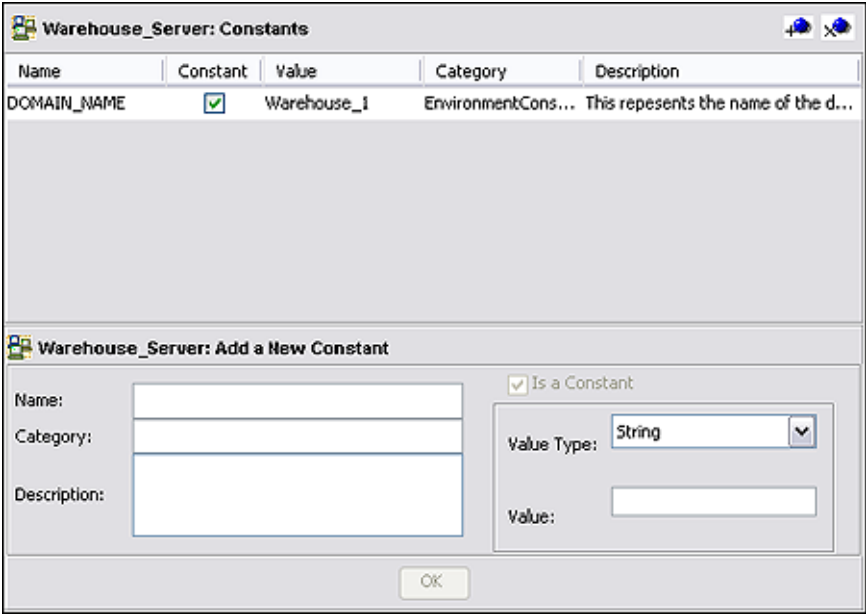 Warehouse_Server: Constants
Name Constant Value Category Description
DOMAIN_NAME Warehouse_1 EnvironmentCons... This repesents the name of the d...
Warehouse_Server: Add a New Constant
Is a Constant
Name:
Category:
Value Type: String
Description:
Value:
OK